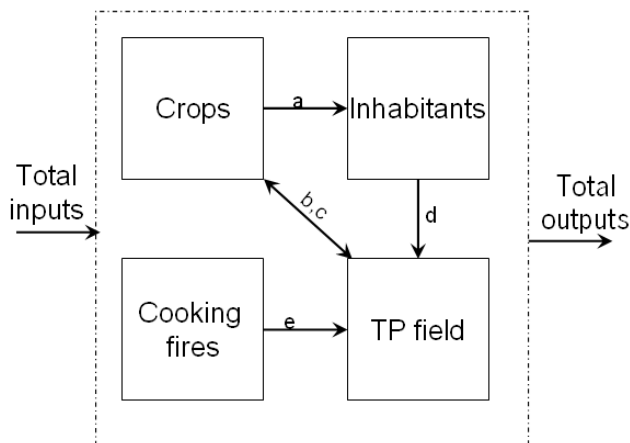 Crops
a
Inhabitants
Total
inputs
b,c
d
Total
outputs
Cooking
fires
e
TP field